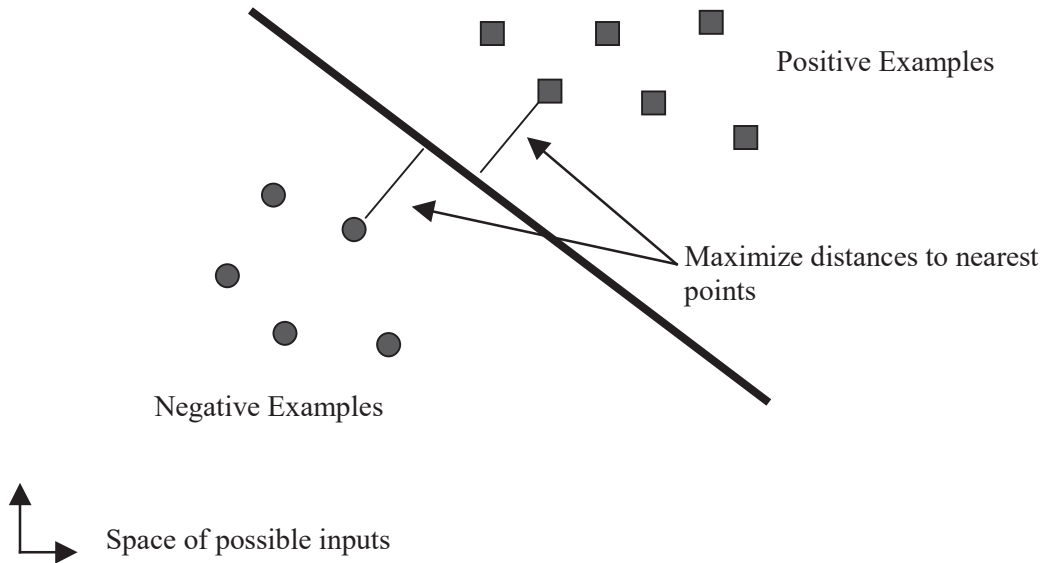 Positive Examples
Maximize distances to nearest
points
Negative Examples
Space of possible inputs